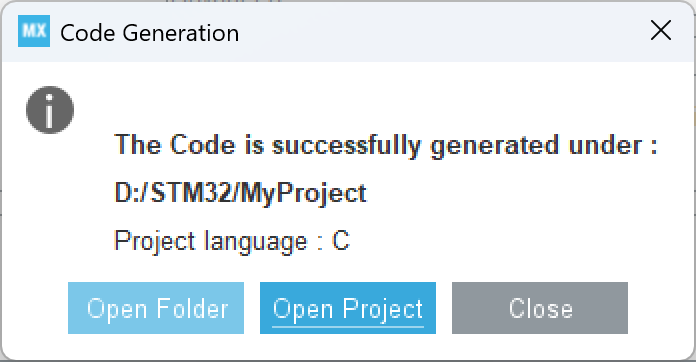 MX Code Generation
The Code is successfully generated under :
D:/STM32/MyProject
Project language : C
Open Folder Open Project Close